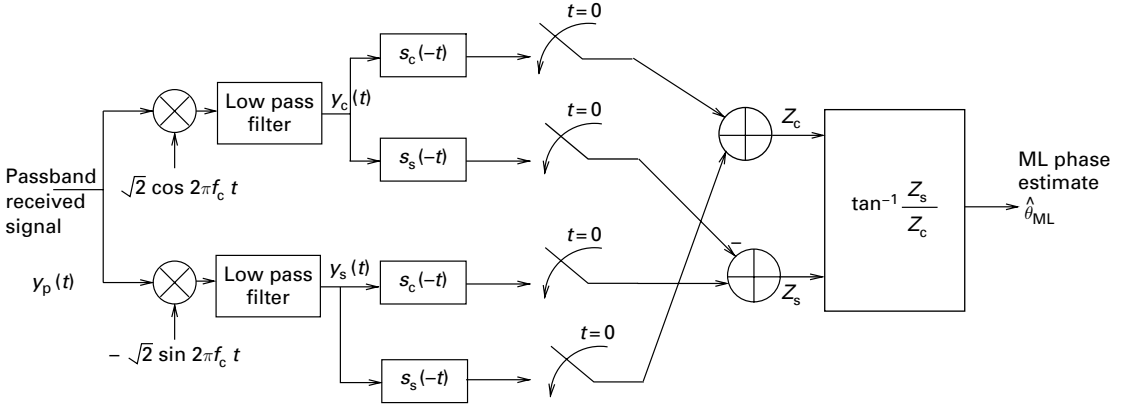 t=0
s_c(−t)
Low pass
filter
y_c(t)
t=0
s_s(−t)
Z_c
√2 cos 2πf_c t
Passband
received
signal
ML phase
estimate
θ̂_ML
tan⁻¹ Z_s
Z_c
y_p(t)
t=0
−
Low pass
filter
y_s(t)
s_c(−t)
Z_s
− √2 sin 2πf_c t
t=0
s_s(−t)